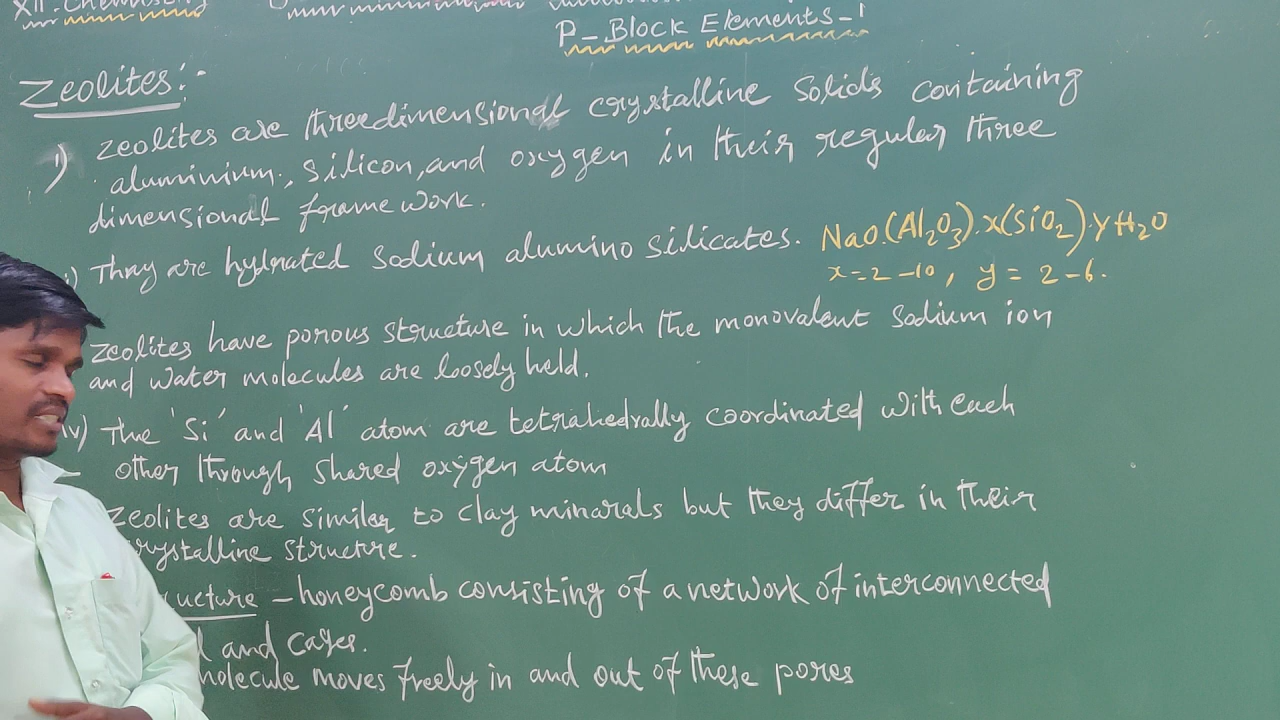 XII. Chemistry
P-Block Elements-1
Zeolites:-
i) Zeolites are threedimensional crystalline solids containing
aluminium, silicon, and oxygen in their regular three
dimensional frame work.
i) They are hydrated sodium alumino silicates. NaO.(Al₂O₃).x(SiO₂).yH₂O
x=2-10, y=2-6.
Zeolites have porous structure in which the monovalent sodium ion
and water molecules are loosely held.
iv) The 'Si' and 'Al' atom are tetrahedrally coordinated with each
other through shared oxygen atom
Zeolites are similar to clay minarals but they differ in their
crystalline structure.
ucture - honeycomb consisting of a network of interconnected
l and cages.
molecule moves freely in and out of these pores